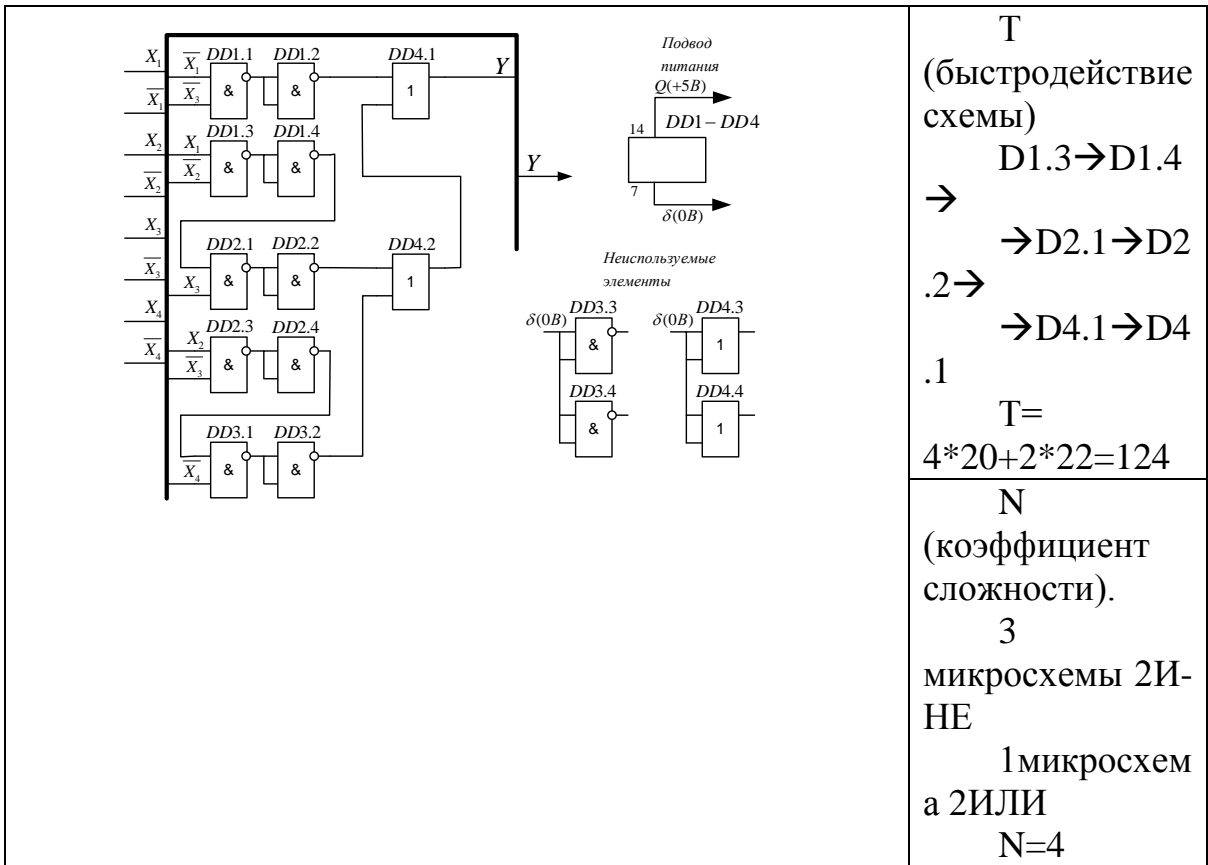 X₁
X̅₁ DD1.1 DD1.2 DD4.1
Y
& & 1
X̅₁
X̅₃
DD1.3 DD1.4
X₂
X₁
X̅₂
& &
X̅₂
Y
X₃
DD2.1 DD2.2 DD4.2
X̅₃
& & 1
X₃
X₄
DD2.3 DD2.4
X₂
X̅₄
X̅₃
& &
DD3.1 DD3.2
& &
X̅₄
Подвод
питания
Q(+5В)
14 DD1 – DD4
7
δ(0В)
Неиспользуемые
элементы
δ(0В) DD3.3 δ(0В) DD4.3
& 1
DD3.4 DD4.4
& 1
Т
(быстродействие
схемы)
D1.3→D1.4
→
→D2.1→D2
.2→
→D4.1→D4
.1
Т=
4*20+2*22=124
N
(коэффициент
сложности).
3
микросхемы 2И-
НЕ
1микросхем
а 2ИЛИ
N=4